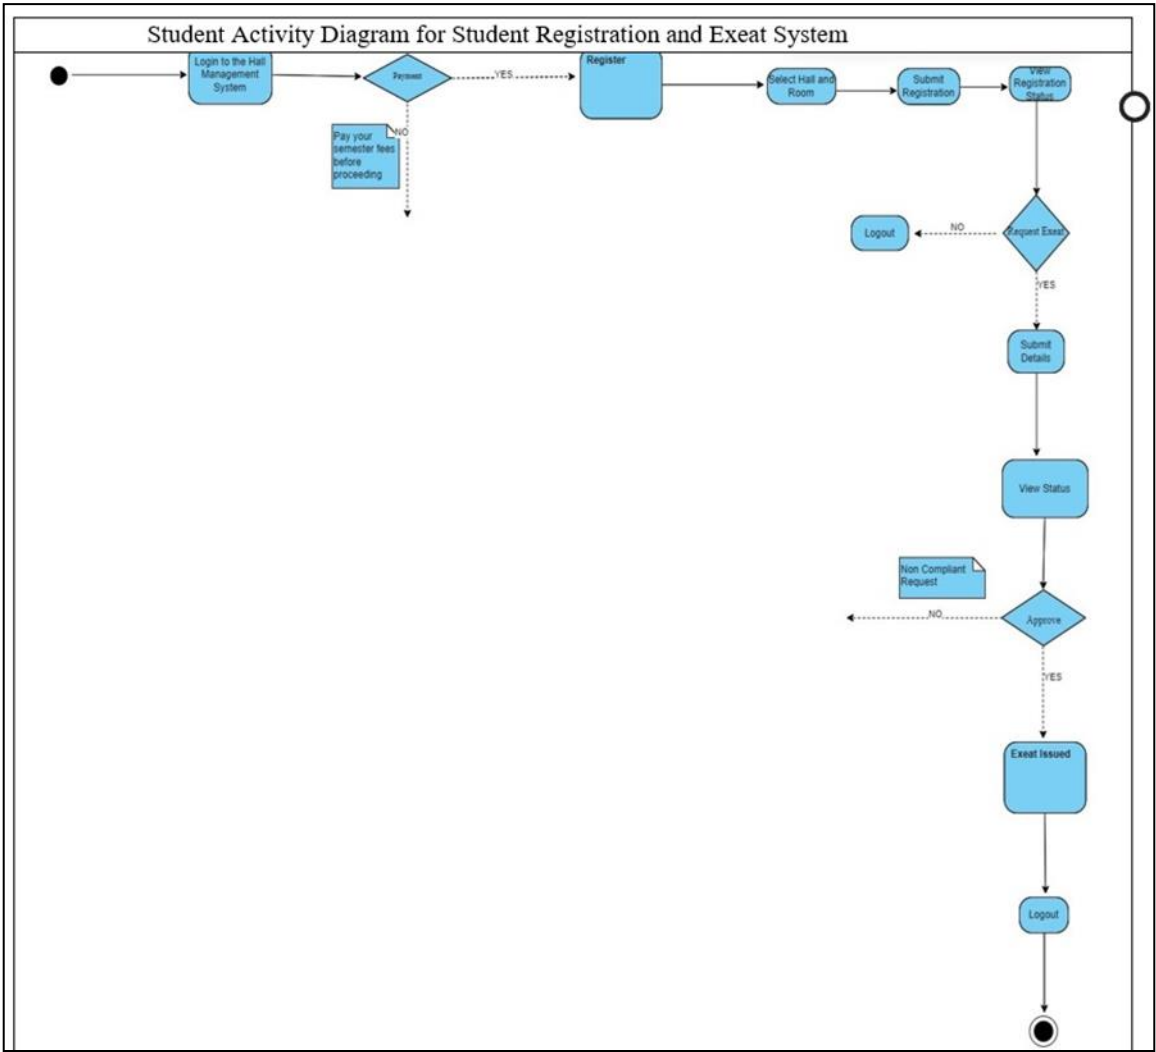 Student Activity Diagram for Student Registration and Exeat System
Login to the Hall
Management
System
Payment
YES
Register
Select Hall and
Room
Submit
Registration
View
Registration
Status
NO
Pay your
semester fees
before
proceeding
Logout
NO
Request Exeat
YES
Submit
Details
View Status
Non Compliant
Request
NO
Approve
YES
Exeat Issued
Logout